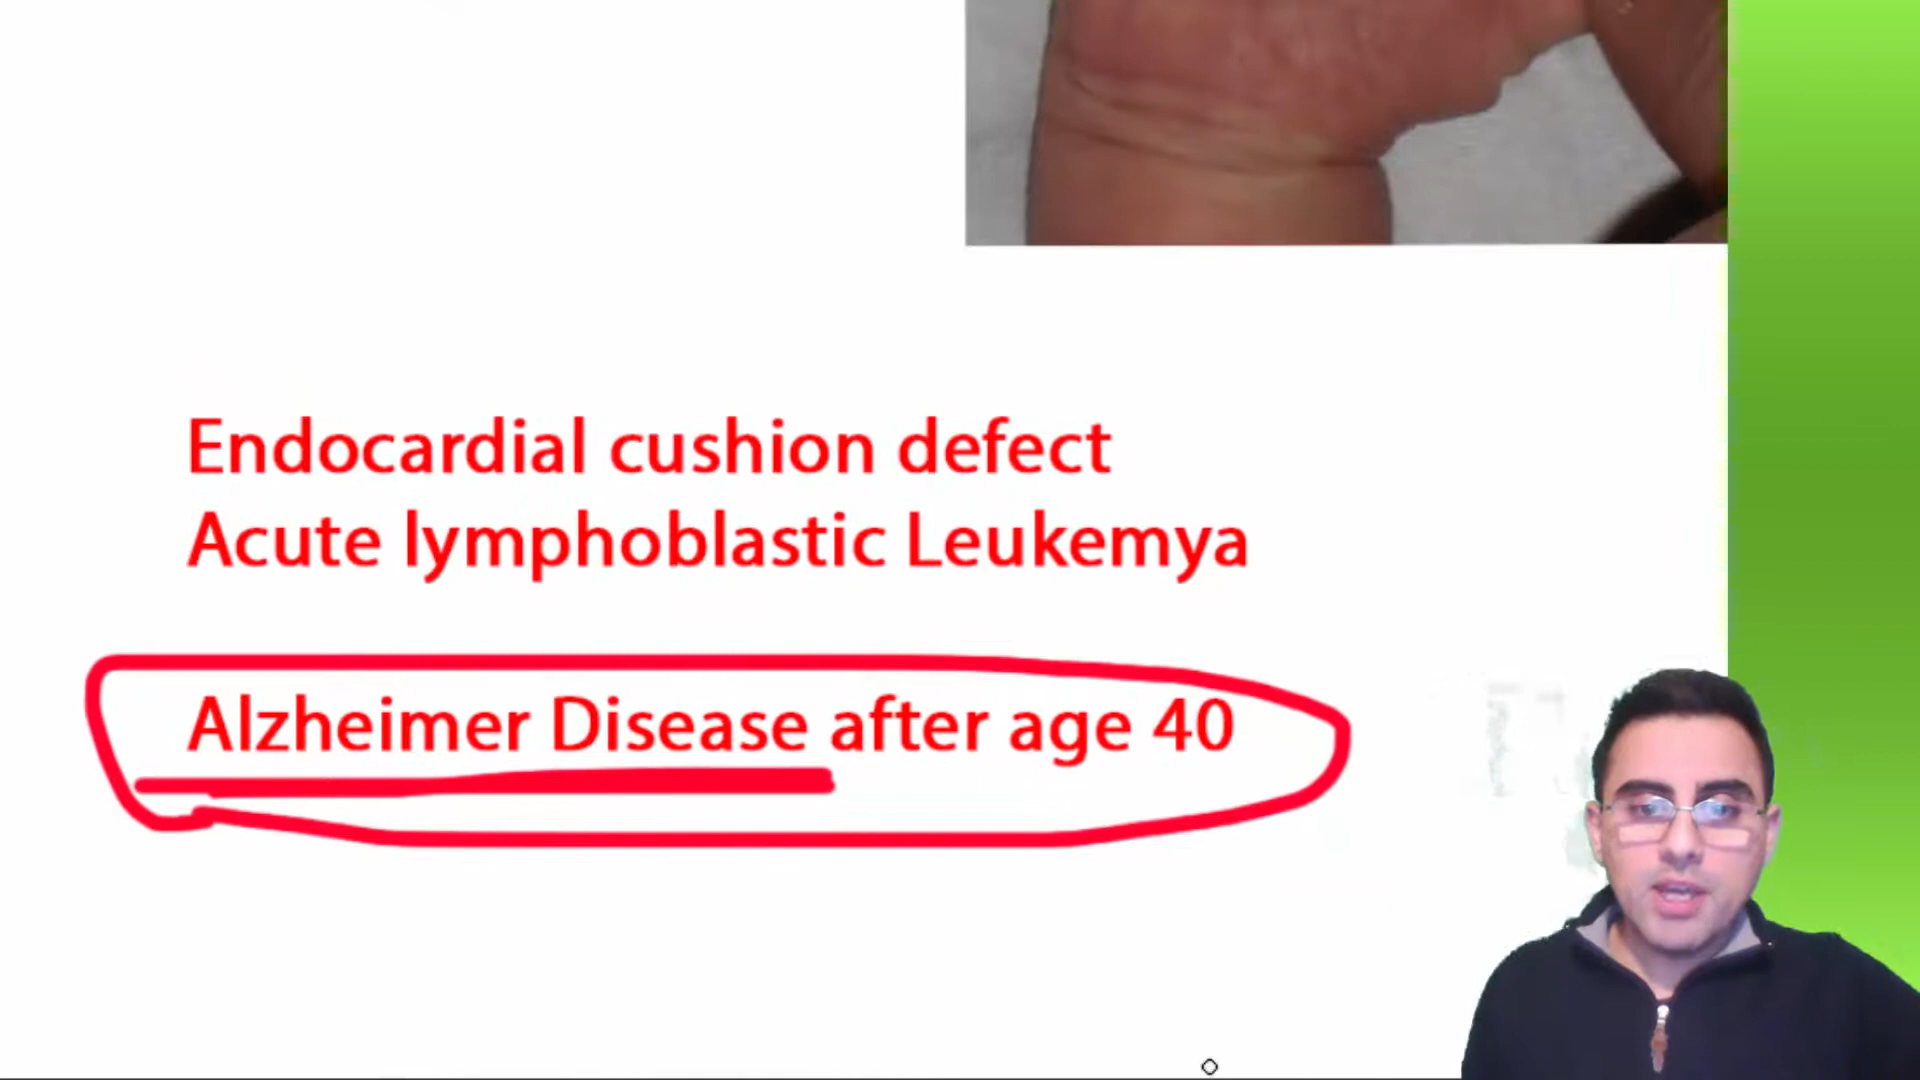 Endocardial cushion defect
Acute lymphoblastic Leukemya
Alzheimer Disease after age 40